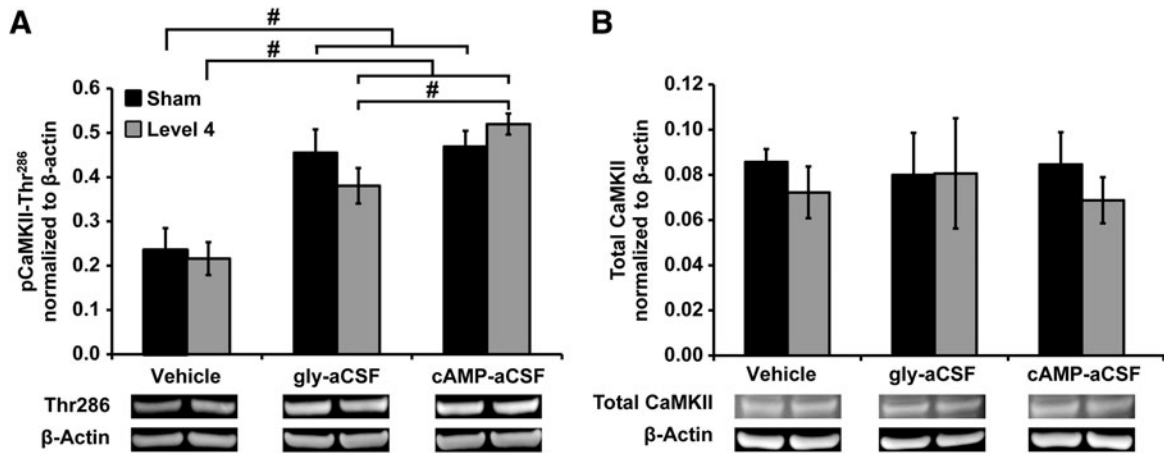 A
#
#
#
pCaMKII-Thr²⁸⁶
normalized to β-actin
0.6
0.5
0.4
0.3
0.2
0.1
0.0
Sham
Level 4
Vehicle gly-aCSF cAMP-aCSF
Thr286
β-Actin
B
Total CaMKII
normalized to β-actin
0.12
0.10
0.08
0.06
0.04
0.02
0.00
Vehicle gly-aCSF cAMP-aCSF
Total CaMKII
β-Actin